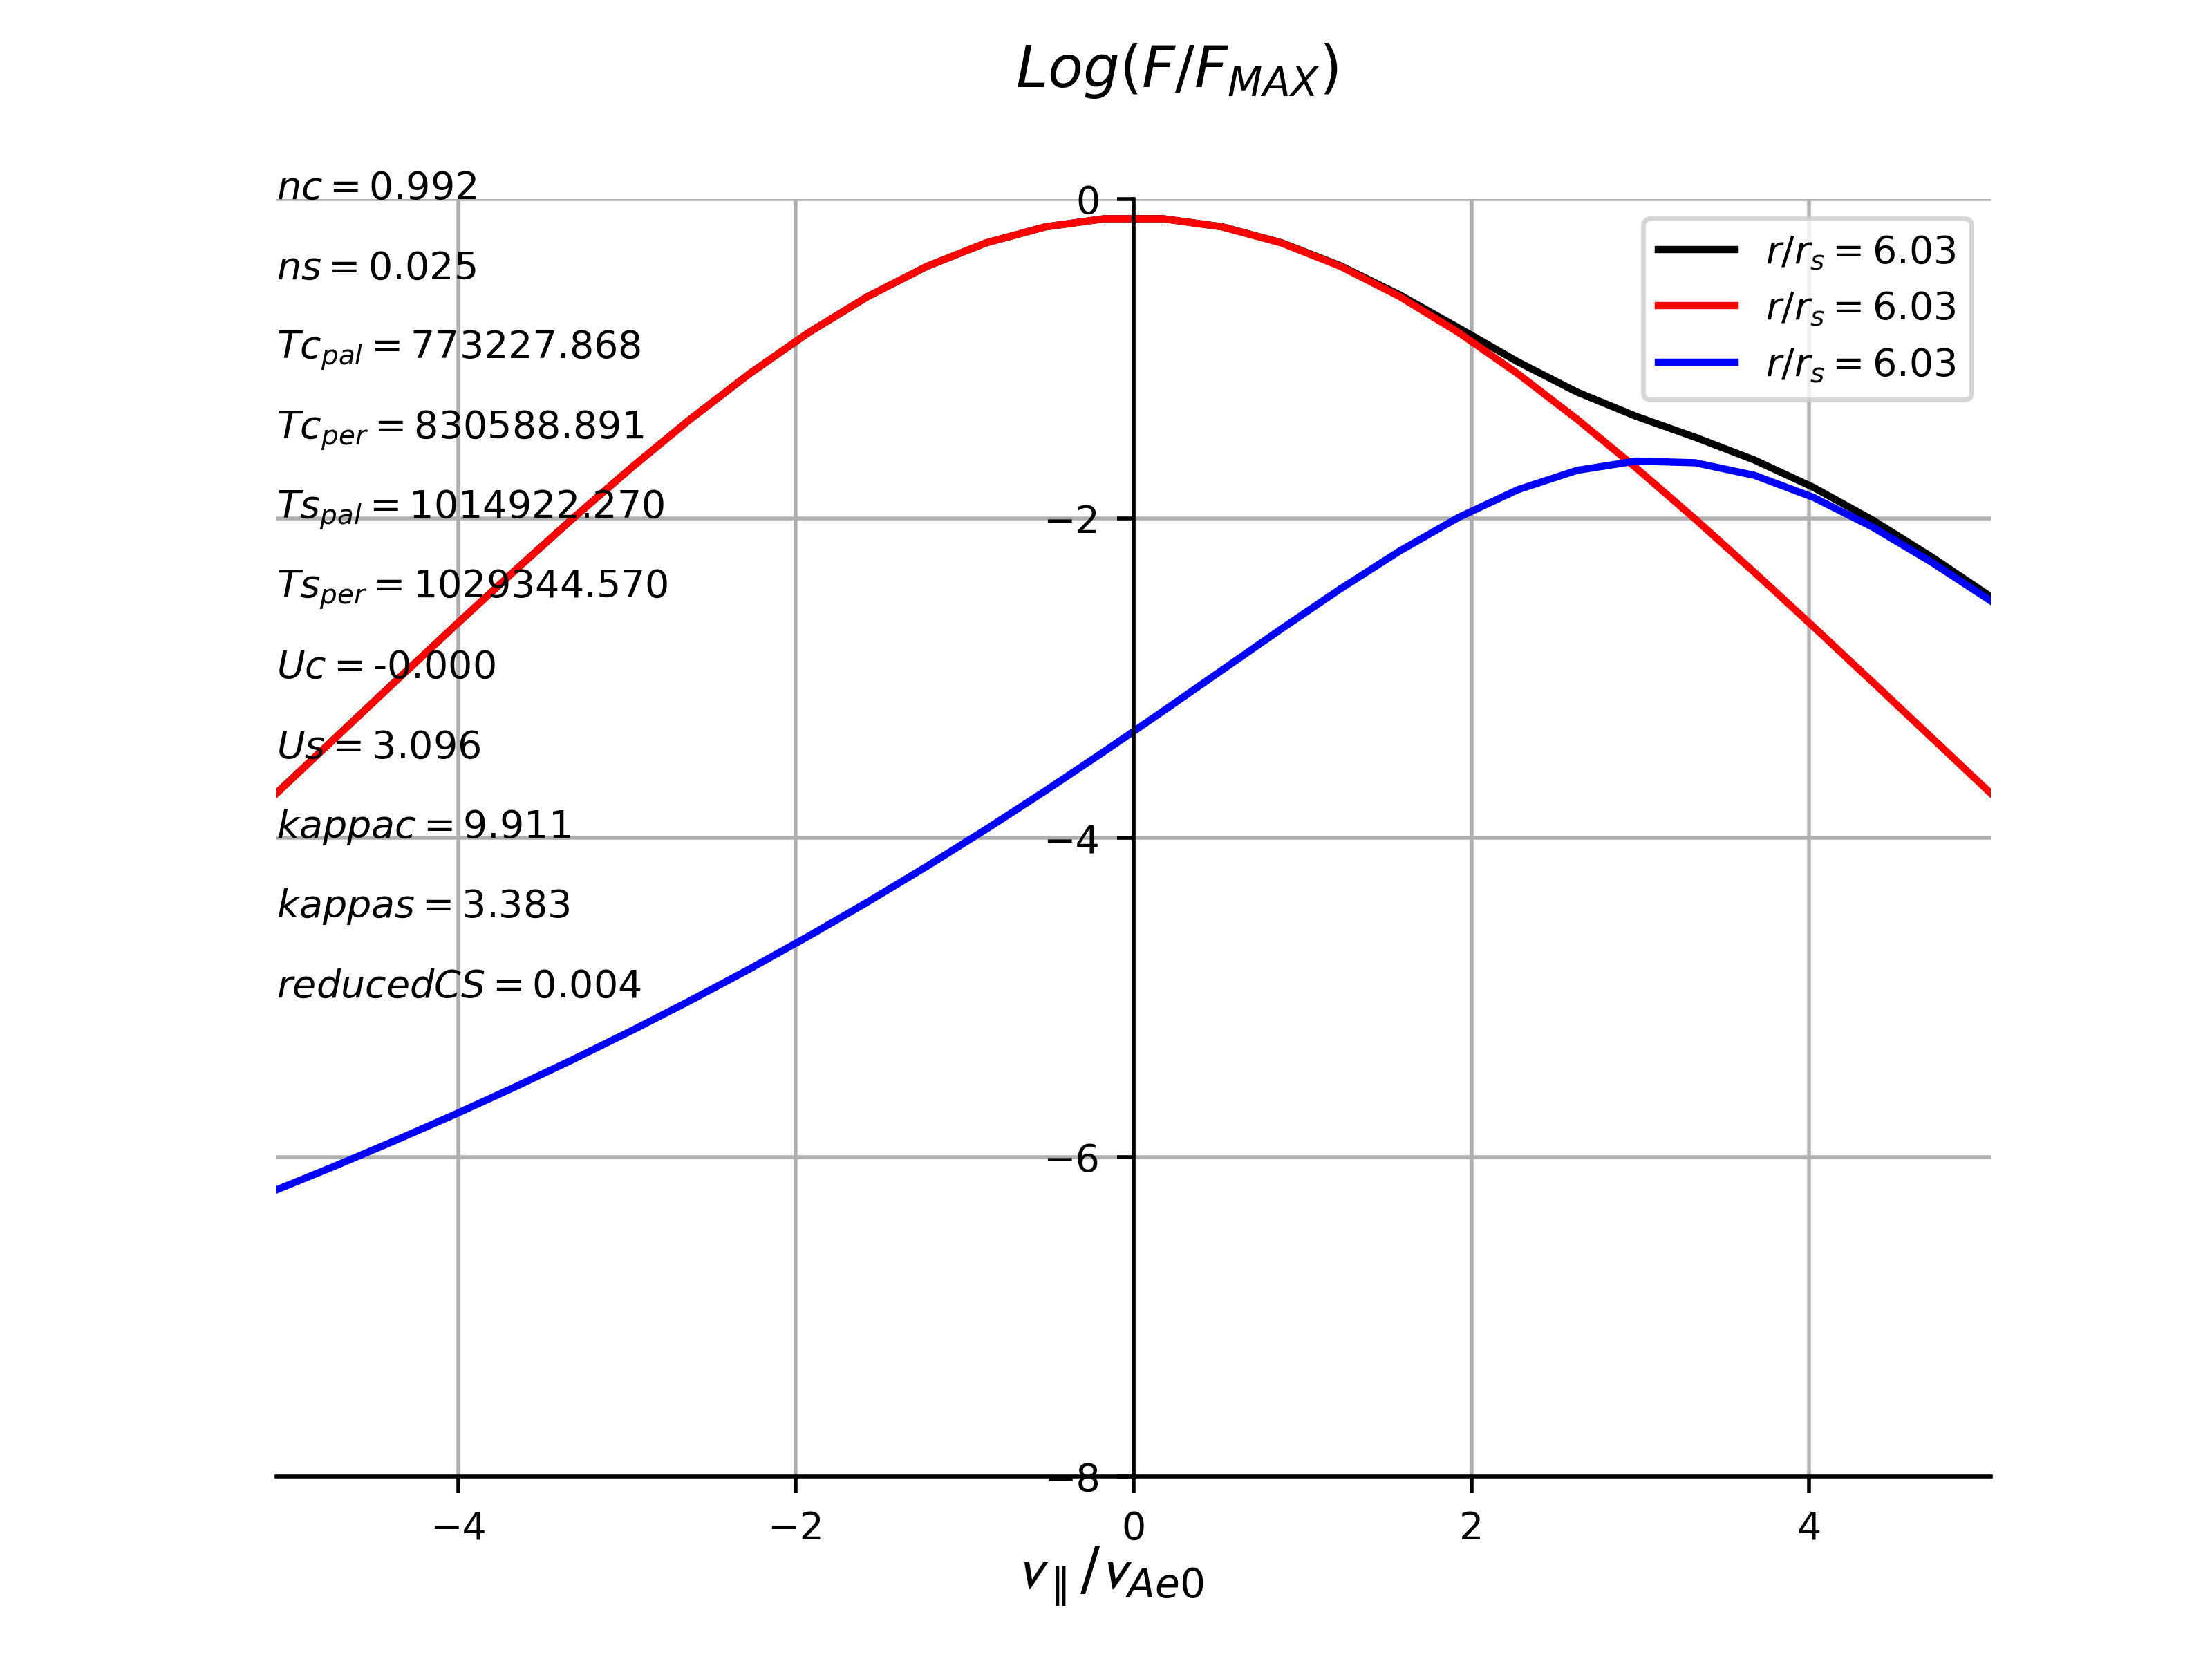 Log(F/F_MAX)
nc = 0.992
ns = 0.025
Tc_pal = 773227.868
Tc_per = 830588.891
Ts_pal = 1014922.270
Ts_per = 1029344.570
Uc = -0.000
Us = 3.096
kappac = 9.911
kappas = 3.383
reducedCS = 0.004
r/r_s = 6.03
r/r_s = 6.03
r/r_s = 6.03
0
−2
−4
−6
−8
−4 −2 0 2 4
v_∥/v_Ae0